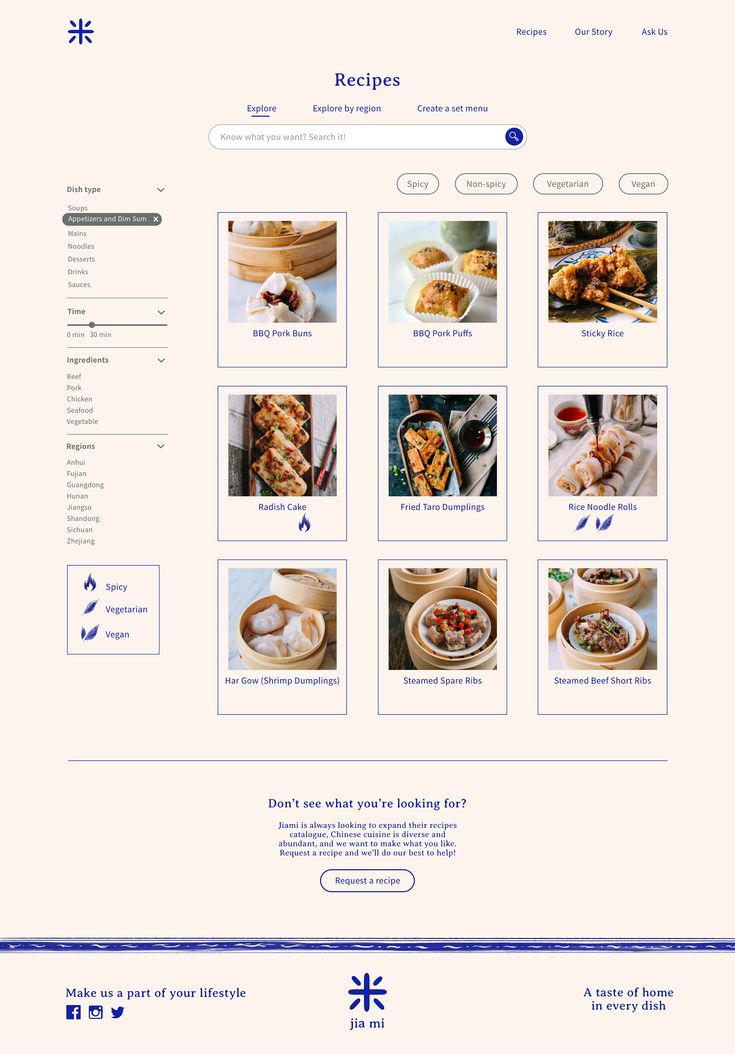 Recipes
Our Story
Ask Us
Recipes
Explore
Explore by region
Create a set menu
Know what you want? Search it!
Spicy
Non-spicy
Vegetarian
Vegan
Dish type
Soups
Appetizers and Dim Sum ×
Mains
Noodles
Desserts
Drinks
Sauces
Time
0 min 30 min
Ingredients
Beef
Pork
Chicken
Seafood
Vegetable
Regions
Anhui
Fujian
Guangdong
Hunan
Jiangsu
Shandong
Sichuan
Zhejiang
Spicy
Vegetarian
Vegan
BBQ Pork Buns
BBQ Pork Puffs
Sticky Rice
Radish Cake
Fried Taro Dumplings
Rice Noodle Rolls
Har Gow (Shrimp Dumplings)
Steamed Spare Ribs
Steamed Beef Short Ribs
Don't see what you're looking for?
Jiami is always looking to expand their recipes
catalogue, Chinese cuisine is diverse and
abundant, and we want to make what you like.
Request a recipe and we'll do our best to help!
Request a recipe
Make us a part of your lifestyle
jia mi
A taste of home
in every dish